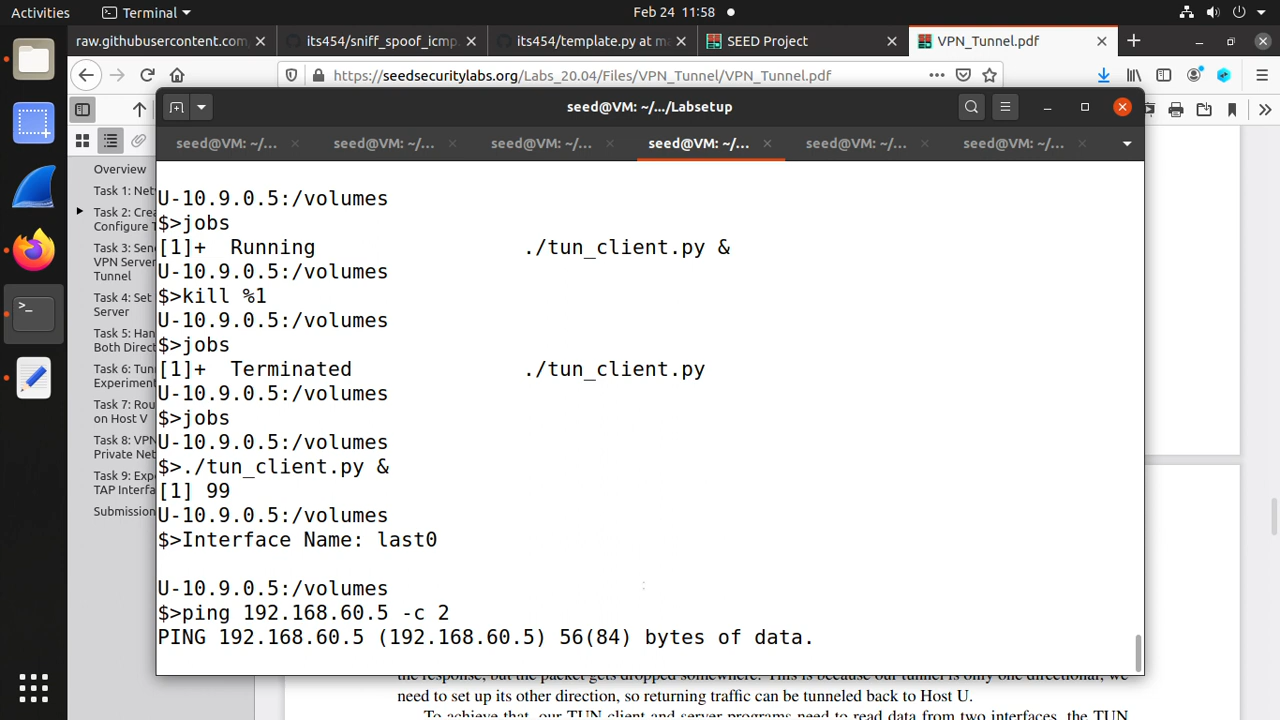 Activities
Terminal
Feb 24 11:58
raw.githubusercontent.com
its454/sniff_spoof_icmp
its454/template.py at ma
SEED Project
VPN_Tunnel.pdf
https://seedsecuritylabs.org/Labs_20.04/Files/VPN_Tunnel/VPN_Tunnel.pdf
seed@VM: ~/.../Labsetup
seed@VM: ~/...
seed@VM: ~/...
seed@VM: ~/...
seed@VM: ~/...
seed@VM: ~/...
seed@VM: ~/...
Overview
Task 1: Net
Task 2: Crea
Configure T
Task 3: Sen
VPN Server
Tunnel
Task 4: Set
Server
Task 5: Han
Both Direct
Task 6: Tun
Experiment
Task 7: Rou
on Host V
Task 8: VPN
Private Net
Task 9: Exp
TAP Interfa
Submission
U-10.9.0.5:/volumes
$>jobs
[1]+  Running                 ./tun_client.py &
U-10.9.0.5:/volumes
$>kill %1
U-10.9.0.5:/volumes
$>jobs
[1]+  Terminated              ./tun_client.py
U-10.9.0.5:/volumes
$>jobs
U-10.9.0.5:/volumes
$>./tun_client.py &
[1] 99
U-10.9.0.5:/volumes
$>Interface Name: last0
U-10.9.0.5:/volumes
$>ping 192.168.60.5 -c 2
PING 192.168.60.5 (192.168.60.5) 56(84) bytes of data.
the response, but the packet gets dropped somewhere. This is because our tunnel is only one directional; we
need to set up its other direction, so returning traffic can be tunneled back to Host U.
To achieve that, our TUN client and server programs need to read data from two interfaces, the TUN